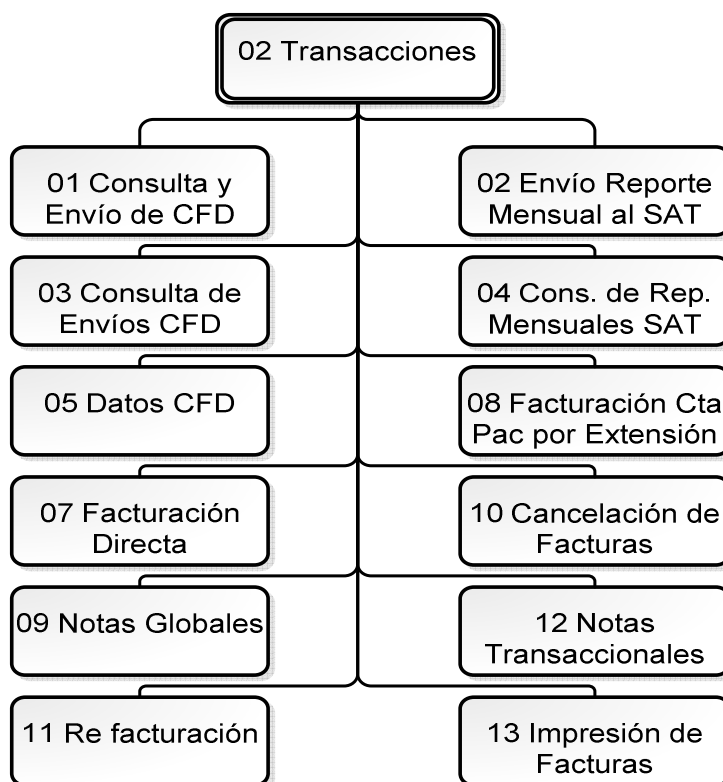 02 Transacciones
01 Consulta y
Envío de CFD
02 Envío Reporte
Mensual al SAT
03 Consulta de
Envíos CFD
04 Cons. de Rep.
Mensuales SAT
05 Datos CFD
08 Facturación Cta
Pac por Extensión
07 Facturación
Directa
10 Cancelación de
Facturas
09 Notas Globales
12 Notas
Transaccionales
11 Re facturación
13 Impresión de
Facturas